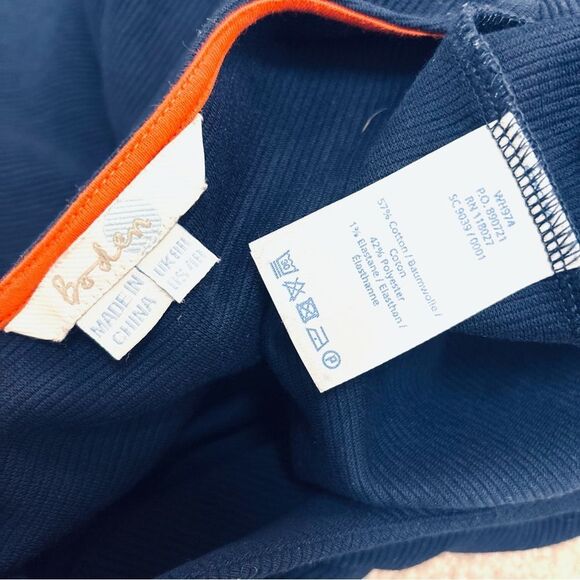 boden
MADE IN
CHINA
UK 8R
US 4R
WH97A
P.O. 890721
RN 118027
SC 9039 / 0001
57% Cotton / Baumwolle /
Coton
42% Polyester
1% Elastane / Elasthan /
Élasthanne
P